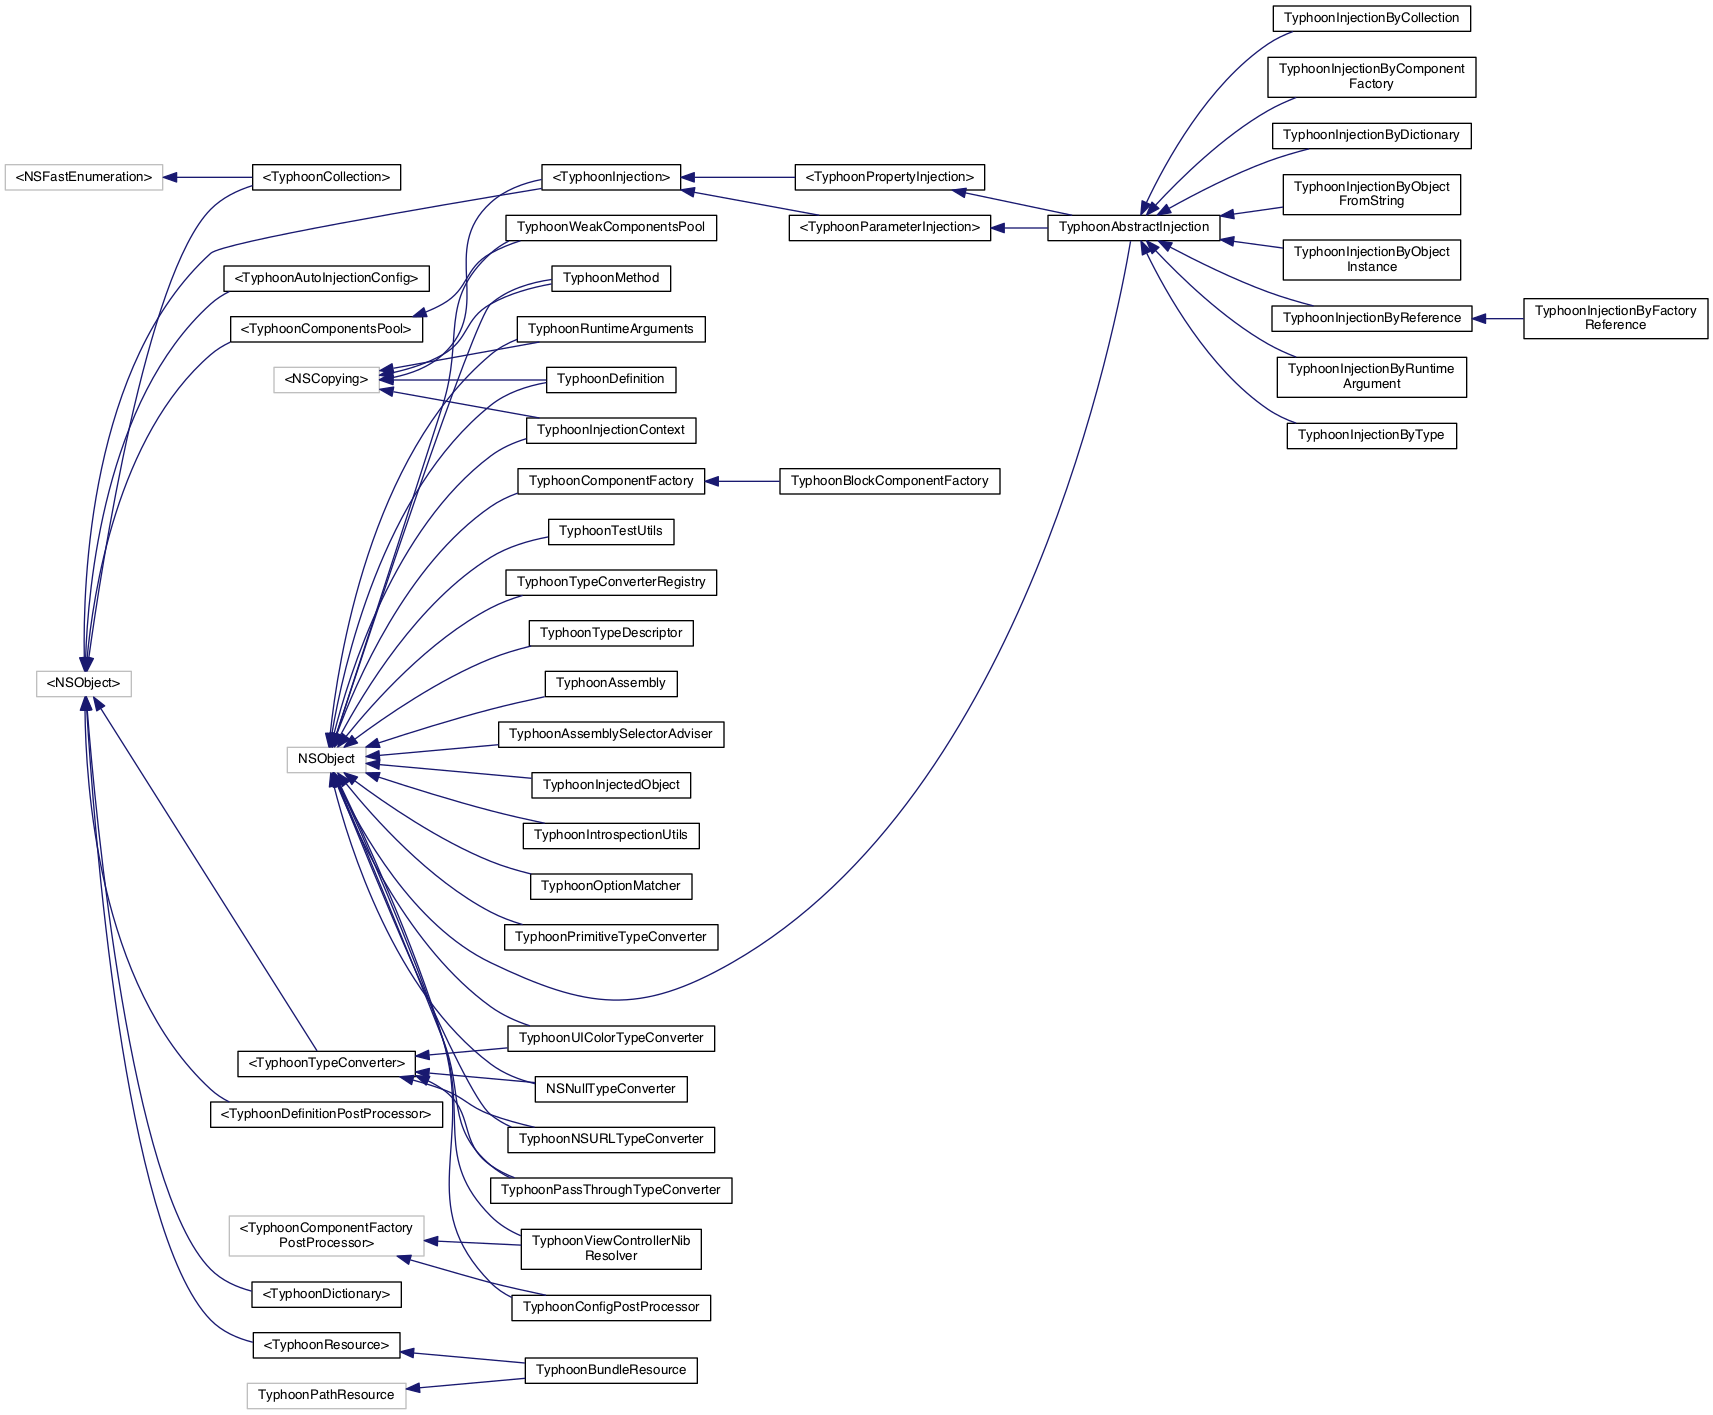 <NSFastEnumeration>
<NSObject>
<TyphoonCollection>
<TyphoonAutoInjectionConfig>
<TyphoonComponentsPool>
<NSCopying>
NSObject
<TyphoonTypeConverter>
<TyphoonDefinitionPostProcessor>
<TyphoonComponentFactory
PostProcessor>
<TyphoonDictionary>
<TyphoonResource>
TyphoonPathResource
<TyphoonInjection>
TyphoonWeakComponentsPool
TyphoonMethod
TyphoonRuntimeArguments
TyphoonDefinition
TyphoonInjectionContext
TyphoonComponentFactory
TyphoonTestUtils
TyphoonTypeConverterRegistry
TyphoonTypeDescriptor
TyphoonAssembly
TyphoonAssemblySelectorAdviser
TyphoonInjectedObject
TyphoonIntrospectionUtils
TyphoonOptionMatcher
TyphoonPrimitiveTypeConverter
TyphoonUIColorTypeConverter
NSNullTypeConverter
TyphoonNSURLTypeConverter
TyphoonPassThroughTypeConverter
TyphoonViewControllerNib
Resolver
TyphoonConfigPostProcessor
TyphoonBundleResource
<TyphoonPropertyInjection>
<TyphoonParameterInjection>
TyphoonBlockComponentFactory
TyphoonAbstractInjection
TyphoonInjectionByCollection
TyphoonInjectionByComponent
Factory
TyphoonInjectionByDictionary
TyphoonInjectionByObject
FromString
TyphoonInjectionByObject
Instance
TyphoonInjectionByReference
TyphoonInjectionByRuntime
Argument
TyphoonInjectionByType
TyphoonInjectionByFactory
Reference